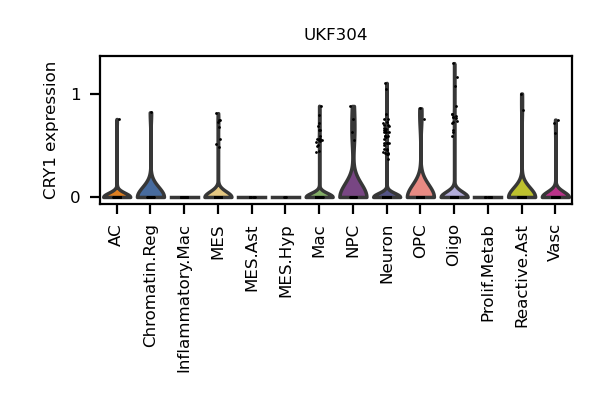 UKF304
CRY1 expression
1
0
AC
Chromatin.Reg
Inflammatory.Mac
MES
MES.Ast
MES.Hyp
Mac
NPC
Neuron
OPC
Oligo
Prolif.Metab
Reactive.Ast
Vasc